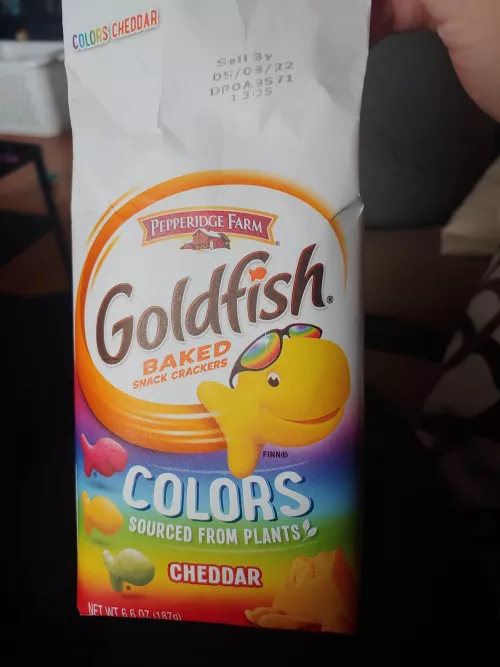 COLORS CHEDDAR
Sell By
05/08/22
DP0A3571
1305
PEPPERIDGE FARM
Goldfish®
BAKED
SNACK CRACKERS
FINN®
COLORS
SOURCED FROM PLANTS
CHEDDAR
NET WT 6.6 OZ (187g)